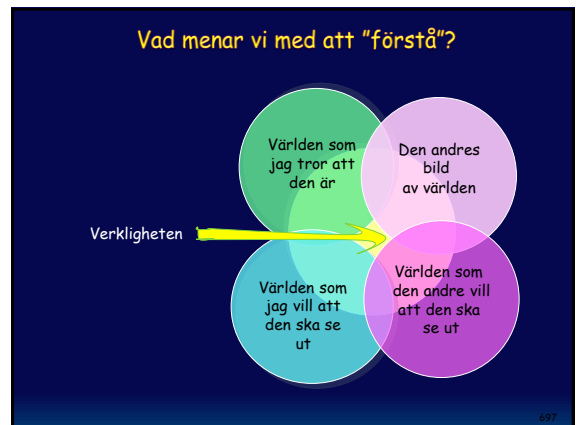 Vad menar vi med att "förstå"?
Världen som
jag tror att
den är
Den andres
bild
av världen
Verkligheten
Världen som
jag vill att
den ska se
ut
Världen som
den andre vill
att den ska
se ut
697